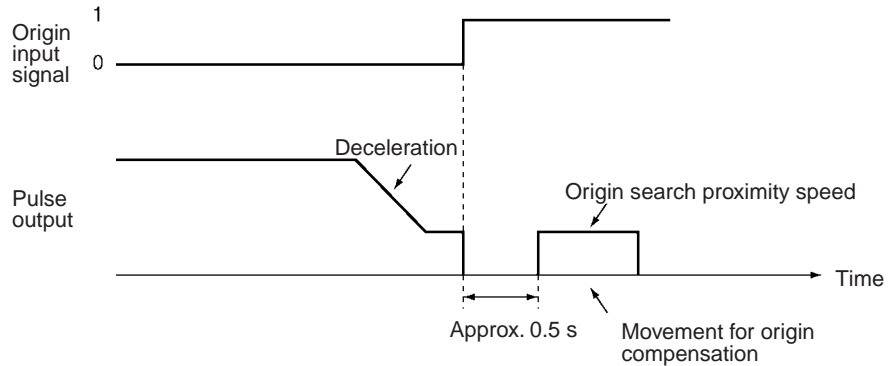 1
Origin
input
signal
0
Deceleration
Pulse
output
Origin search proximity speed
Time
Approx. 0.5 s
Movement for origin
compensation